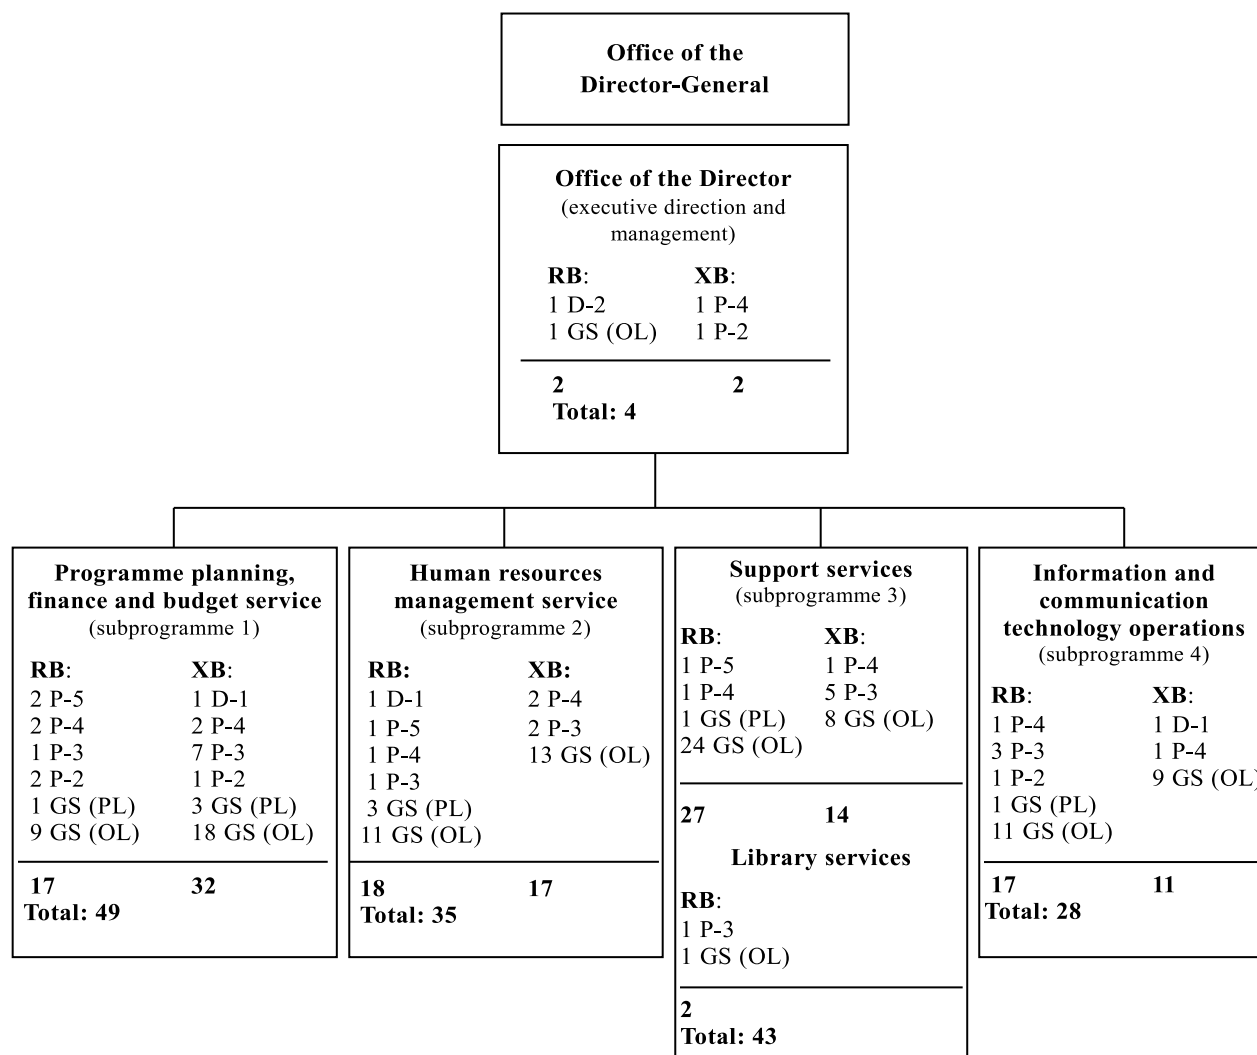 Office of the
Director-General
Office of the Director
(executive direction and
management)
RB: XB:
1 D-2 1 P-4
1 GS (OL) 1 P-2
2 2
Total: 4
Programme planning,
finance and budget service
(subprogramme 1)
RB: XB:
2 P-5 1 D-1
2 P-4 2 P-4
1 P-3 7 P-3
2 P-2 1 P-2
1 GS (PL) 3 GS (PL)
9 GS (OL) 18 GS (OL)
17 32
Total: 49
Human resources
management service
(subprogramme 2)
RB: XB:
1 D-1 2 P-4
1 P-5 2 P-3
1 P-4 13 GS (OL)
1 P-3
3 GS (PL)
11 GS (OL)
18 17
Total: 35
Support services
(subprogramme 3)
RB: XB:
1 P-5 1 P-4
1 P-4 5 P-3
1 GS (PL) 8 GS (OL)
24 GS (OL)
27 14
Library services
RB:
1 P-3
1 GS (OL)
2
Total: 43
Information and
communication
technology operations
(subprogramme 4)
RB: XB:
1 P-4 1 D-1
3 P-3 1 P-4
1 P-2 9 GS (OL)
1 GS (PL)
11 GS (OL)
17 11
Total: 28